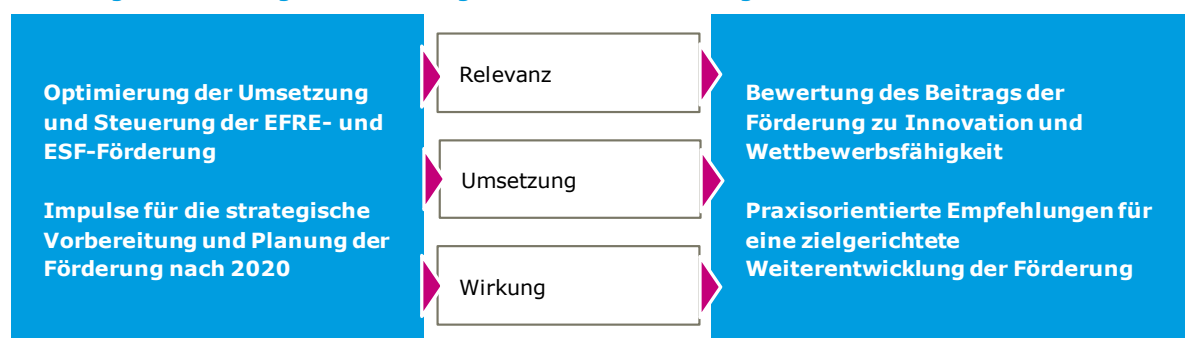 Optimierung der Umsetzung
und Steuerung der EFRE- und
ESF-Förderung
Impulse für die strategische
Vorbereitung und Planung der
Förderung nach 2020
Relevanz
Umsetzung
Wirkung
Bewertung des Beitrags der
Förderung zu Innovation und
Wettbewerbsfähigkeit
Praxisorientierte Empfehlungen für
eine zielgerichtete
Weiterentwicklung der Förderung